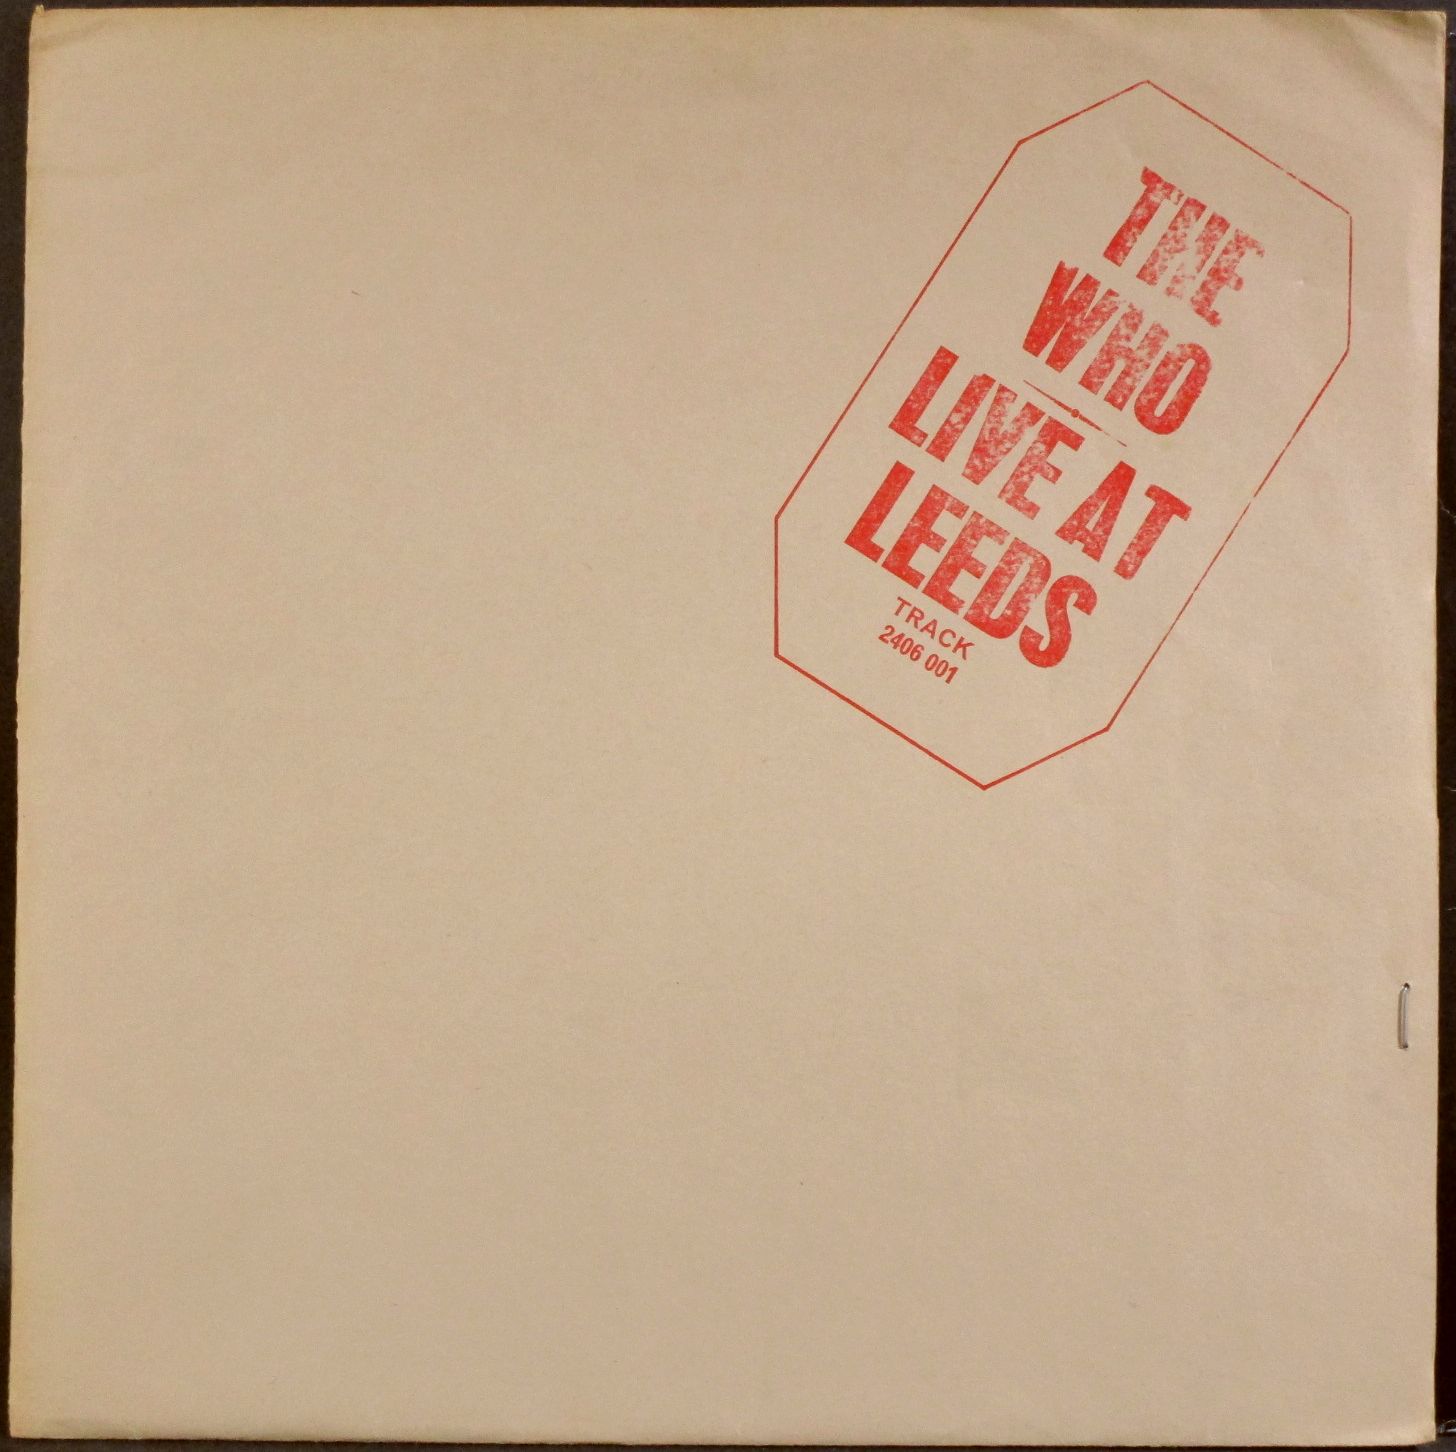 THE
WHO
LIVE AT
LEEDS
TRACK
2406 001